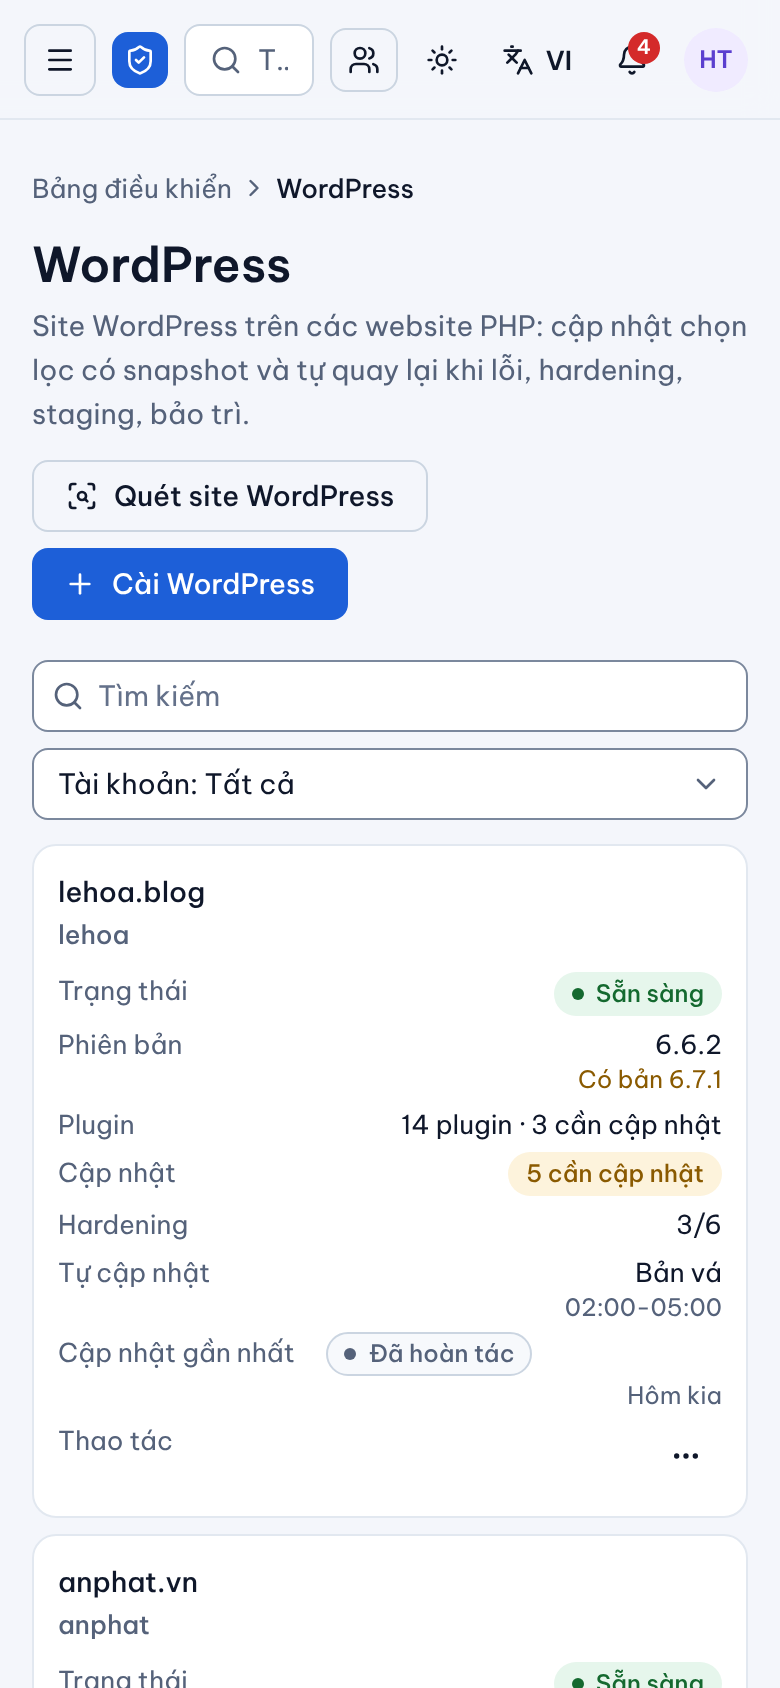 T..
VI
4
HT
Bảng điều khiển > WordPress
WordPress
Site WordPress trên các website PHP: cập nhật chọn
lọc có snapshot và tự quay lại khi lỗi, hardening,
staging, bảo trì.
Quét site WordPress
Cài WordPress
Tìm kiếm
Tài khoản: Tất cả
lehoa.blog
lehoa
Trạng thái
Sẵn sàng
Phiên bản
6.6.2
Có bản 6.7.1
Plugin
14 plugin · 3 cần cập nhật
Cập nhật
5 cần cập nhật
Hardening
3/6
Tự cập nhật
Bản vá
02:00-05:00
Cập nhật gần nhất
Đã hoàn tác
Hôm kia
Thao tác
anphat.vn
anphat
Trạng thái
Sẵn sàng